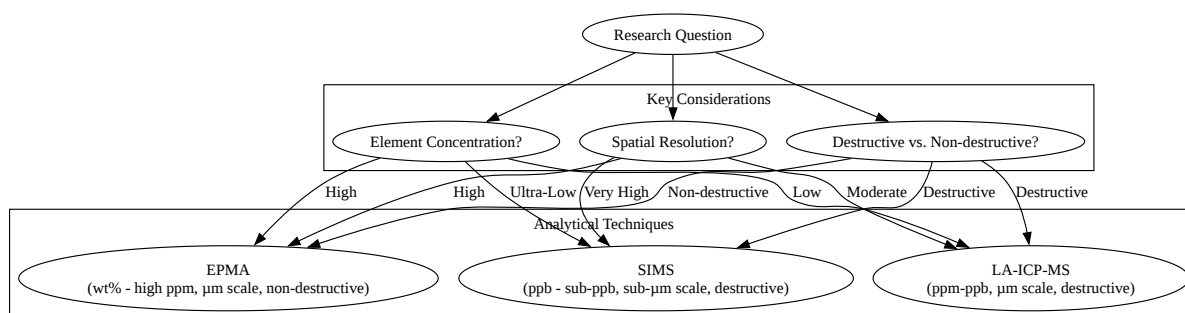 Research Question
Key Considerations
Element Concentration?
Spatial Resolution?
Destructive vs. Non-destructive?
High
High
Ultra-Low
Very High
Non-destructive
Low
Moderate
Destructive
Destructive
Analytical Techniques
EPMA
(wt% - high ppm, µm scale, non-destructive)
SIMS
(ppb - sub-ppb, sub-µm scale, destructive)
LA-ICP-MS
(ppm-ppb, µm scale, destructive)